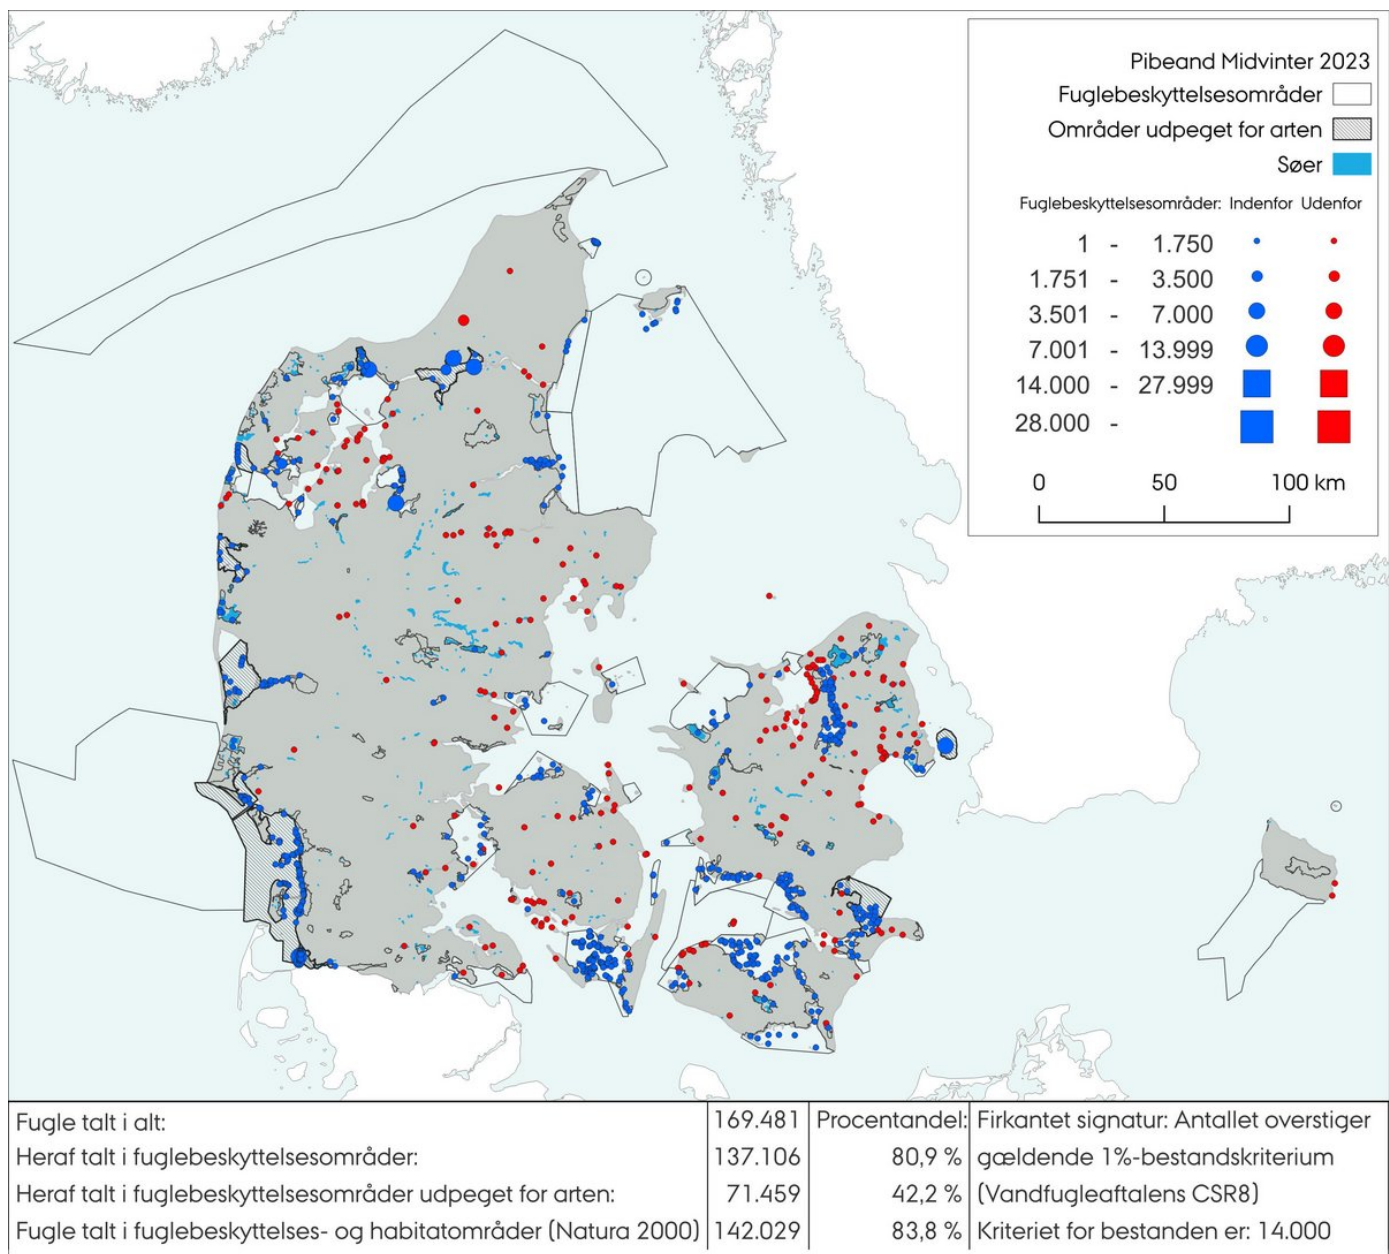 Pibeand Midvinter 2023
Fuglebeskyttelsesområder
Områder udpeget for arten
Søer
Fuglebeskyttelsesområder: Indenfor Udenfor
1 - 1.750
1.751 - 3.500
3.501 - 7.000
7.001 - 13.999
14.000 - 27.999
28.000 -
0 50 100 km
Fugle talt i alt: 169.481 Procentandel: Firkantet signatur: Antallet overstiger
Heraf talt i fuglebeskyttelsesområder: 137.106 80,9 % gældende 1%-bestandskriterium
Heraf talt i fuglebeskyttelsesområder udpeget for arten: 71.459 42,2 % (Vandfugleaftalens CSR8)
Fugle talt i fuglebeskyttelses- og habitatområder (Natura 2000) 142.029 83,8 % Kriteriet for bestanden er: 14.000